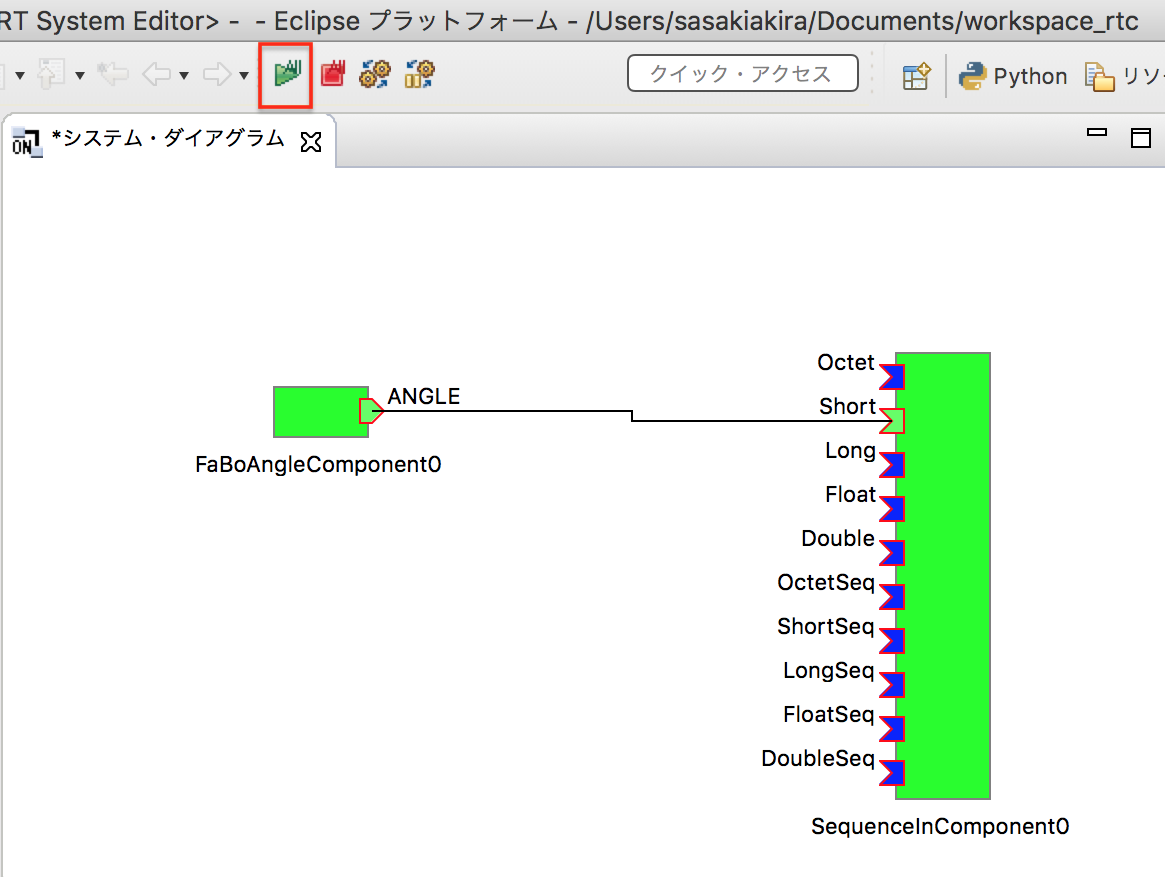 RT System Editor> -  - Eclipse プラットフォーム - /Users/sasakiakira/Documents/workspace_rtc
クイック・アクセス
Python
リソ
ON
*システム・ダイアグラム
Octet
ANGLE
Short
Long
FaBoAngleComponent0
Float
Double
OctetSeq
ShortSeq
LongSeq
FloatSeq
DoubleSeq
SequenceInComponent0